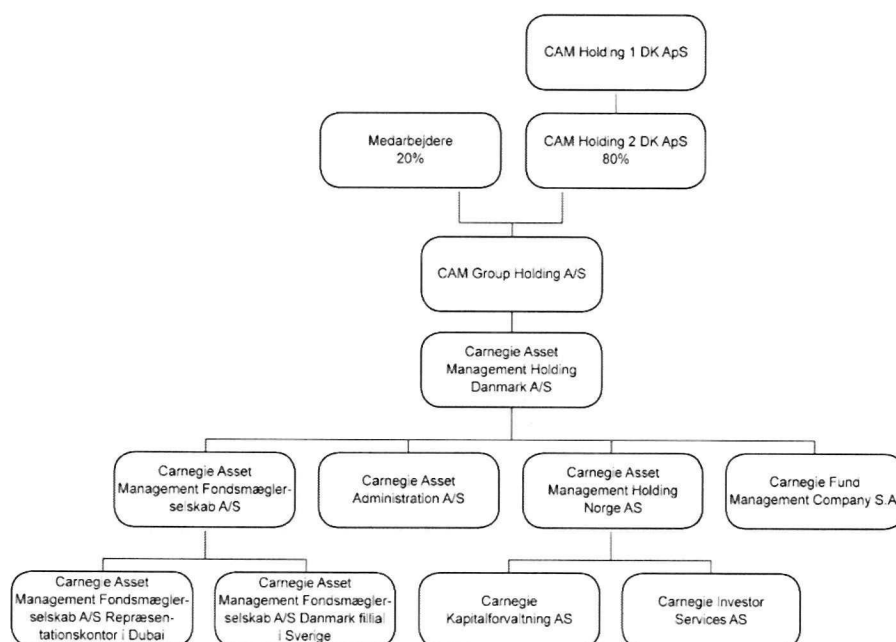 CAM Holding 1 DK ApS
Medarbejdere
20%
CAM Holding 2 DK ApS
80%
CAM Group Holding A/S
Carnegie Asset
Management Holding
Danmark A/S
Carnegie Asset
Management Fondsmægler-
selskab A/S
Carnegie Asset
Administration A/S
Carnegie Asset
Management Holding
Norge AS
Carnegie Fund
Management Company S.A
Carnegie Asset
Management Fondsmægler-
selskab A/S Repræsen-
tationskontor i Dubai
Carnegie Asset
Management Fondsmægler-
selskab A/S Danmark fillial
i Sverige
Carnegie
Kapitalforvaltning AS
Carnegie Investor
Services AS